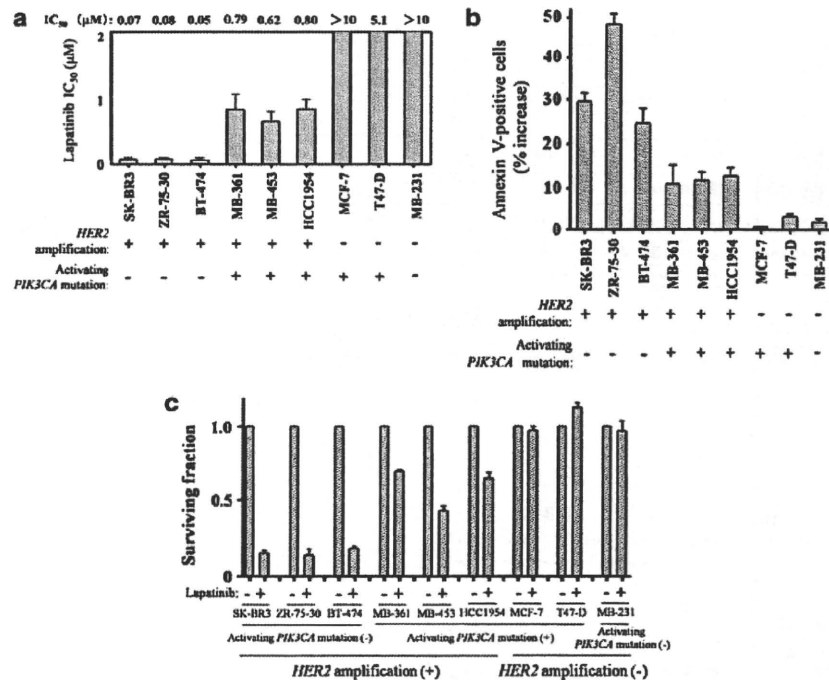 a
IC50 (μM): 0.07 0.08 0.05 0.79 0.62 0.80 >10 5.1 >10
Lapatinib IC50 (μM)
2
1
0
SK-BR3
ZR-75-30
BT-474
MB-361
MB-453
HCC1954
MCF-7
T47-D
MB-231
HER2 amplification: + + + + + + - - -
Activating PIK3CA mutation: - - - + + + + + -
b
Annexin V-positive cells
(% increase)
50
50
40
30
20
10
0
SK-BR3
ZR-75-30
BT-474
MB-361
MB-453
HCC1954
MCF-7
T47-D
MB-231
HER2 amplification: + + + + + + - - -
Activating PIK3CA mutation: - - - + + + + + -
c
Surviving fraction
1.0
0.5
0
Lapatinib: - + - + - + - + - + - + - + - + - +
SK-BR3 ZR-75-30 BT-474 MB-361 MB-453 HCC1954 MCF-7 T47-D MB-231
Activating PIK3CA mutation (-) Activating PIK3CA mutation (+) Activating PIK3CA mutation (-)
HER2 amplification (+) HER2 amplification (-)